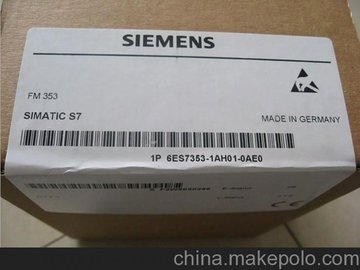 SIEMENS
FM 353
SIMATIC S7
MADE IN GERMANY
1P 6ES7353-1AH01-0AE0
china.makepolo.com